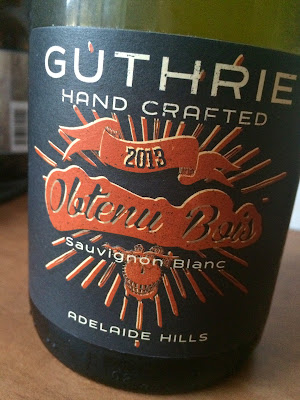 GUTHRIE
HAND CRAFTED
2013
Obtenu Bois
Sauvignon Blanc
ADELAIDE HILLS